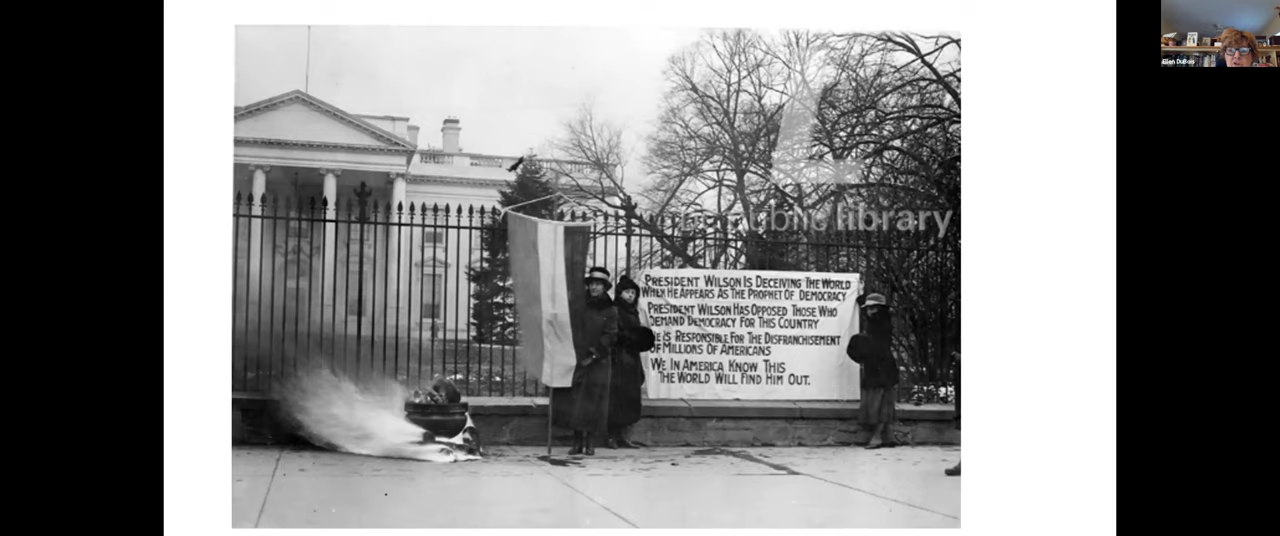 Ellen DuBois
public library
PRESIDENT WILSON IS DECEIVING THE WORLD
WHEN HE APPEARS AS THE PROPHET OF DEMOCRACY
PRESIDENT WILSON HAS OPPOSED THOSE WHO
DEMAND DEMOCRACY FOR THIS COUNTRY
HE IS RESPONSIBLE FOR THE DISFRANCHISEMENT
OF MILLIONS OF AMERICANS
WE IN AMERICA KNOW THIS
THE WORLD WILL FIND HIM OUT.